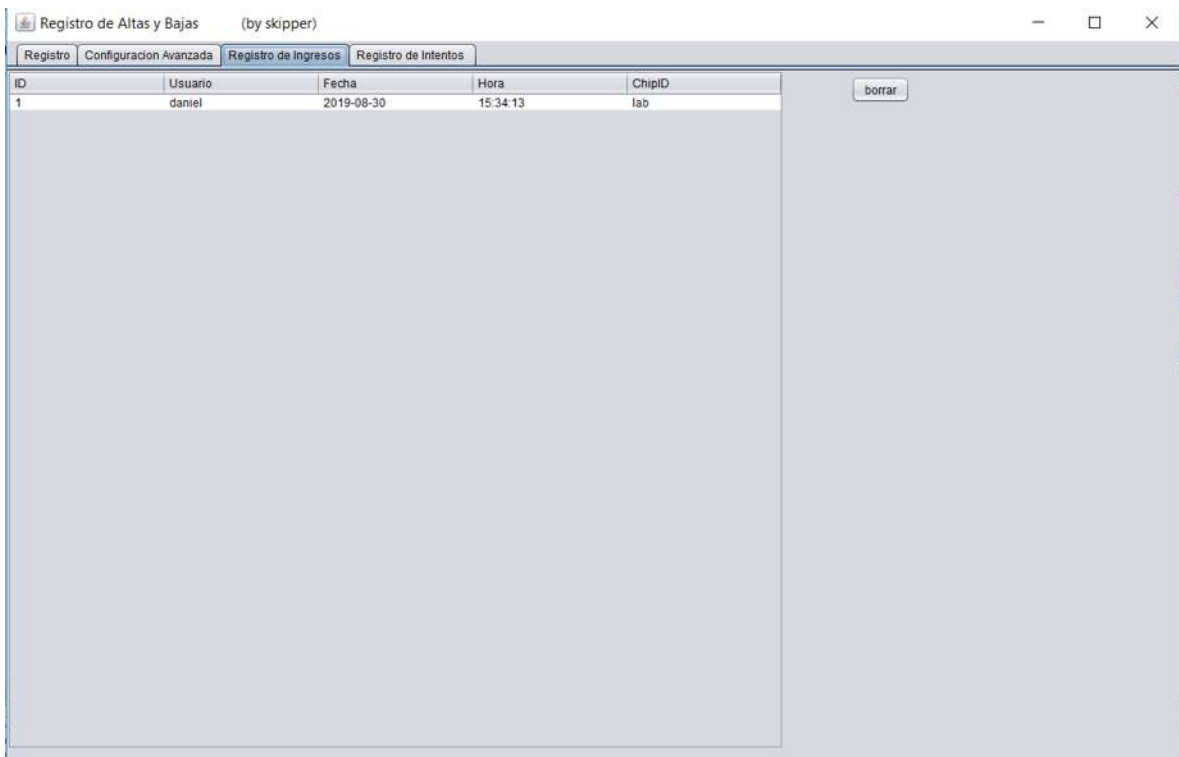 Registro de Altas y Bajas (by skipper)
Registro Configuracion Avanzada Registro de Ingresos Registro de Intentos
ID Usuario Fecha Hora ChipID borrar
1 daniel 2019-08-30 15:34:13 lab